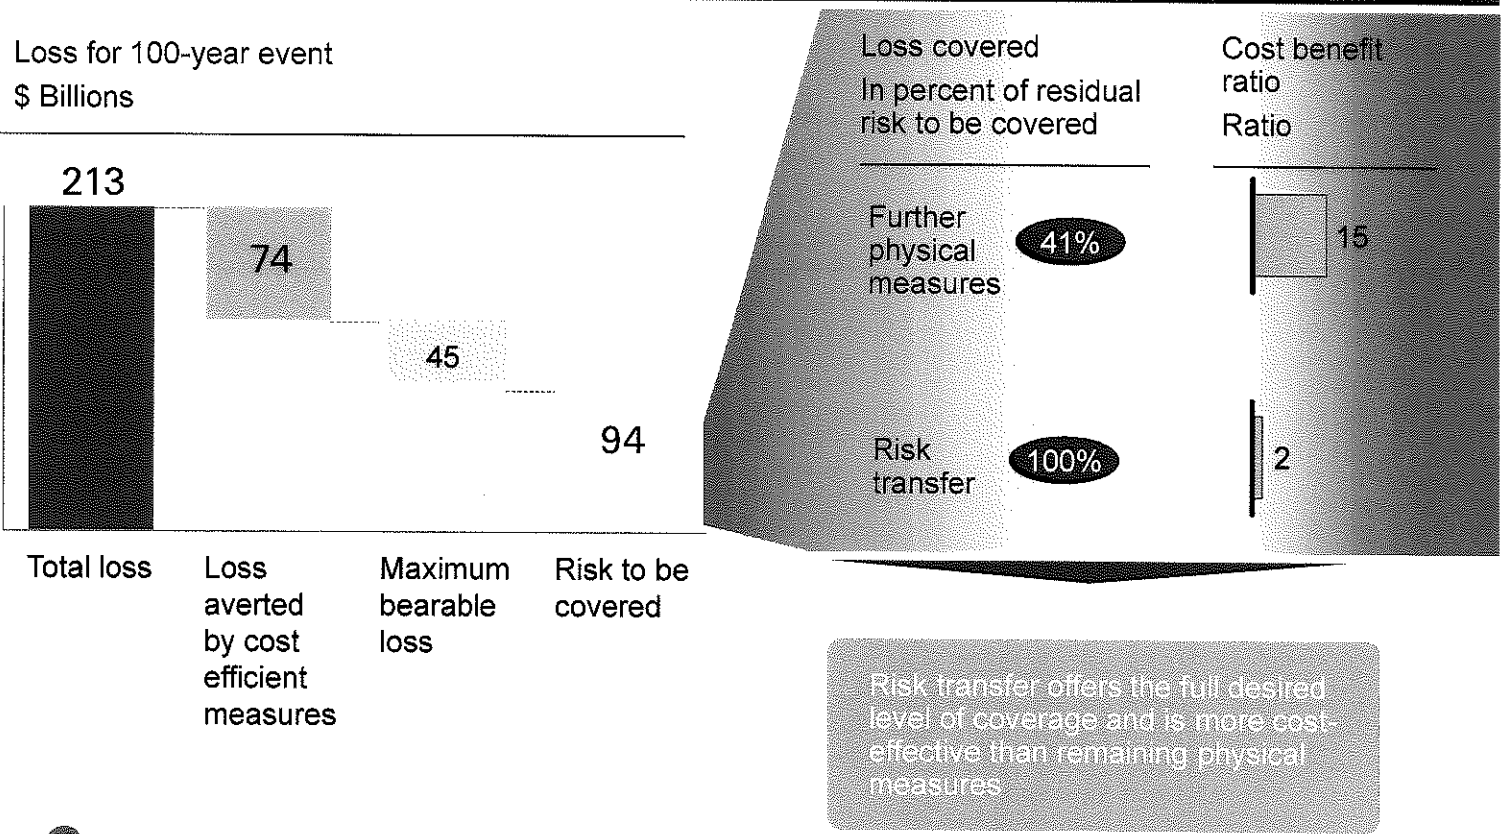 Loss for 100-year event
$ Billions
213
74
45
94
Total loss
Loss
averted
by cost
efficient
measures
Maximum
bearable
loss
Risk to be
covered
Loss covered
In percent of residual
risk to be covered
Cost benefit
ratio
Ratio
Further
physical
measures
41%
15
Risk
transfer
100%
2
Risk transfer offers the full desired
level of coverage and is more cost-
effective than remaining physical
measures